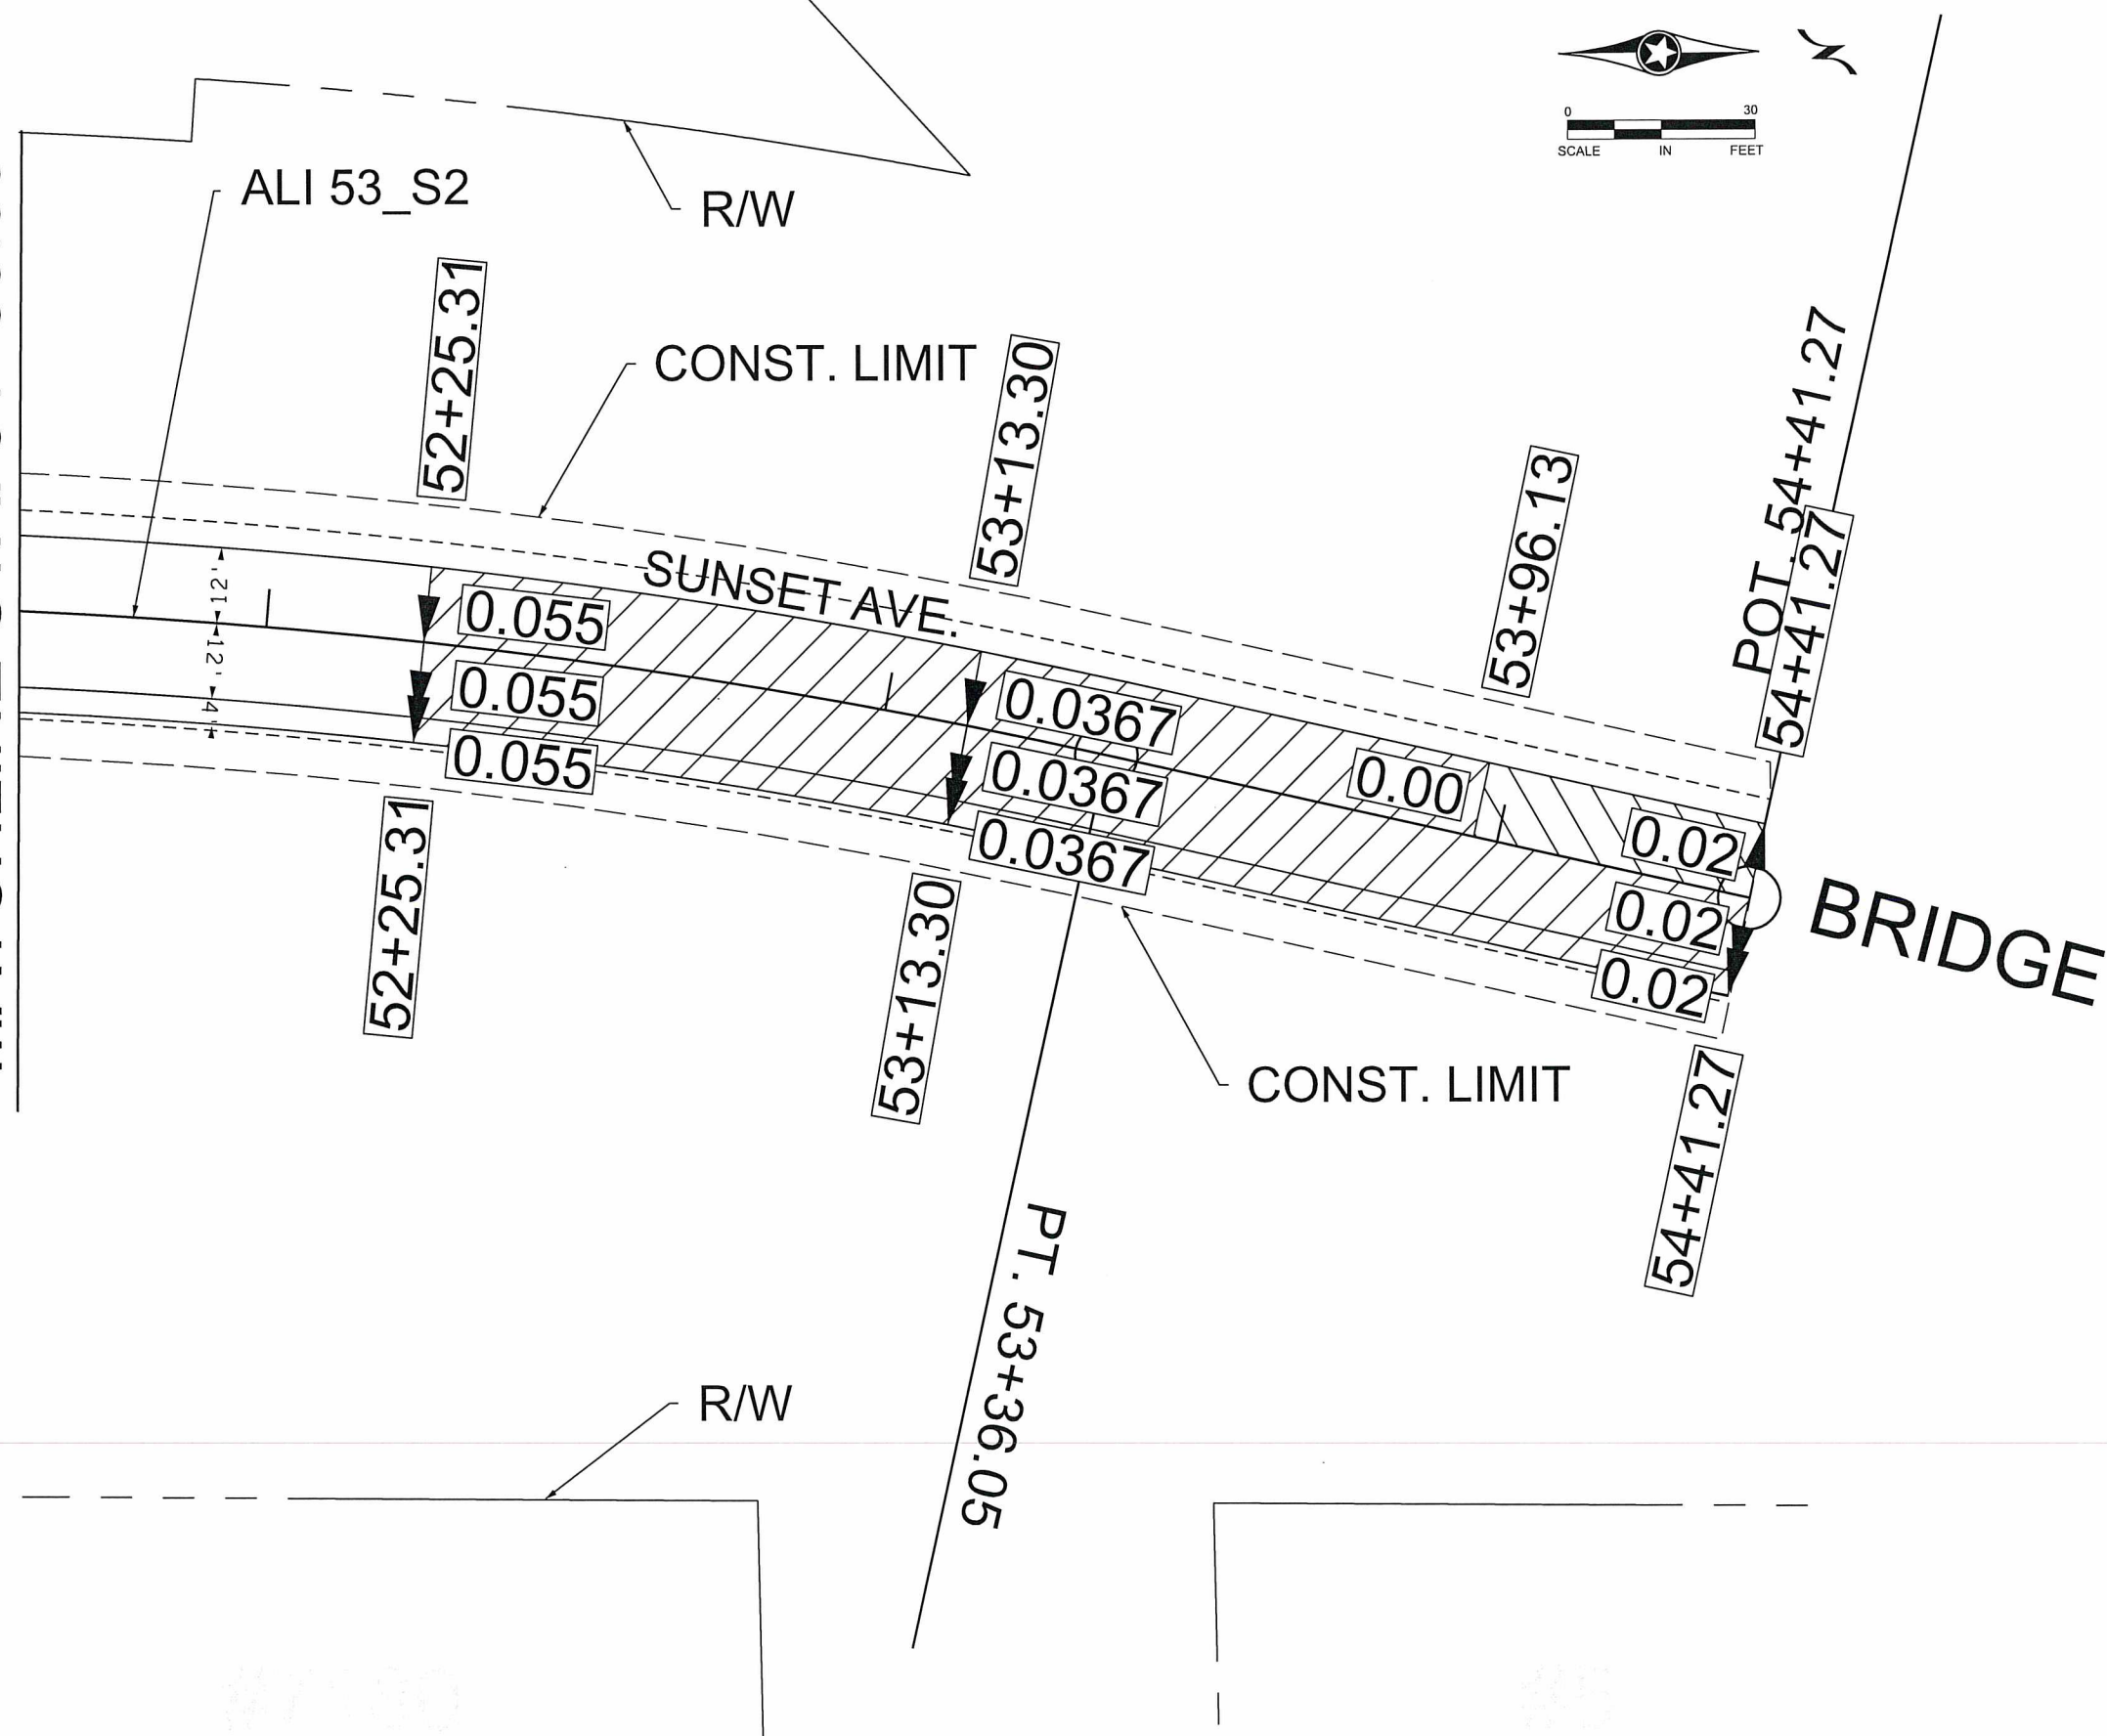 0 30
SCALE IN FEET
ALI 53_S2
R/W
52+25.31
CONST. LIMIT
53+13.30
53+96.13
POT. 54+41.27
54+41.27
SUNSET AVE.
12'
12'
4'
0.055
0.055
0.055
0.0367
0.0367
0.0367
0.00
0.02
0.02
0.02
BRIDGE
52+25.31
53+13.30
CONST. LIMIT
54+41.27
PT. 53+36.05
R/W